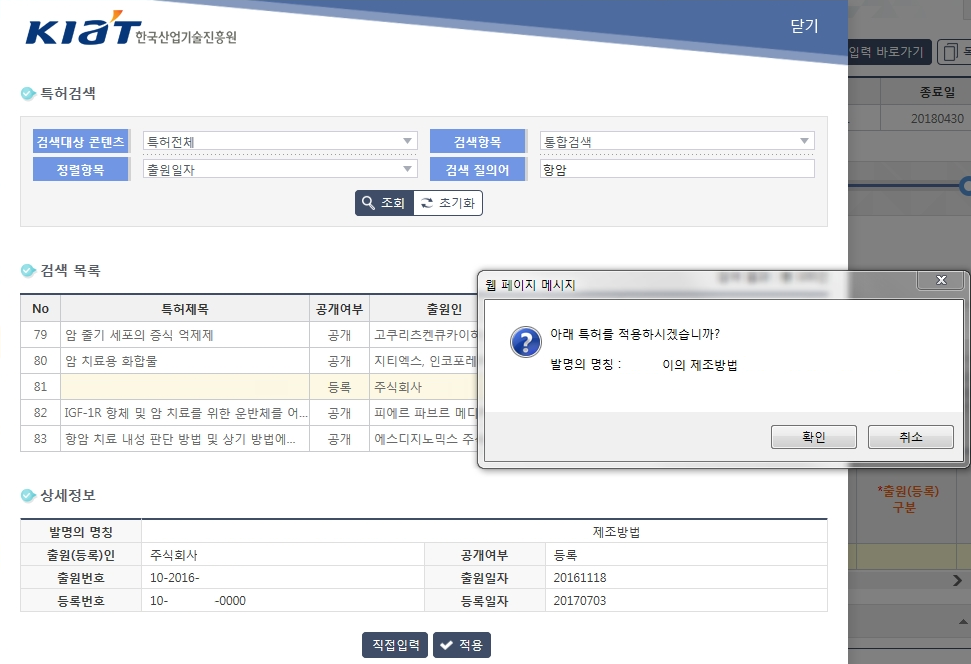 KIAT 한국산업기술진흥원
닫기
입력 바로가기
종료일
20180430
특허검색
검색대상 콘텐츠 특허전체 검색항목 통합검색
정렬항목 출원일자 검색 질의어 항암
조회 초기화
검색 목록
No 특허제목 공개여부 출원인
79 암 줄기 세포의 증식 억제제 공개 고쿠리츠켄큐카이하
80 암 치료용 화합물 공개 지티엑스, 인코포레
81 등록 주식회사
82 IGF-1R 항체 및 암 치료를 위한 운반체를 어... 공개 피에르 파브르 메디
83 항암 치료 내성 판단 방법 및 상기 방법에... 공개 에스디지노믹스 주
웹 페이지 메시지
x
아래 특허를 적용하시겠습니까?
발명의 명칭 : 이의 제조방법
확인 취소
*출원(등록)
구분
상세정보
발명의 명칭 제조방법
출원(등록)인 주식회사 공개여부 등록
출원번호 10-2016- 출원일자 20161118
등록번호 10- -0000 등록일자 20170703
직접입력 적용